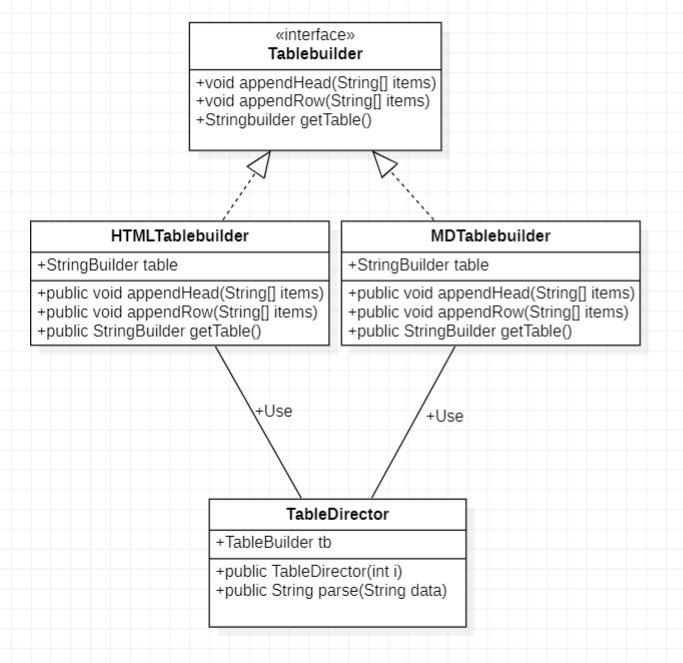 «interface»
Tablebuilder
+void appendHead(String[] items)
+void appendRow(String[] items)
+Stringbuilder getTable()
HTMLTablebuilder
+StringBuilder table
+public void appendHead(String[] items)
+public void appendRow(String[] items)
+public StringBuilder getTable()
MDTablebuilder
+StringBuilder table
+public void appendHead(String[] items)
+public void appendRow(String[] items)
+public StringBuilder getTable()
+Use
+Use
TableDirector
+TableBuilder tb
+public TableDirector(int i)
+public String parse(String data)